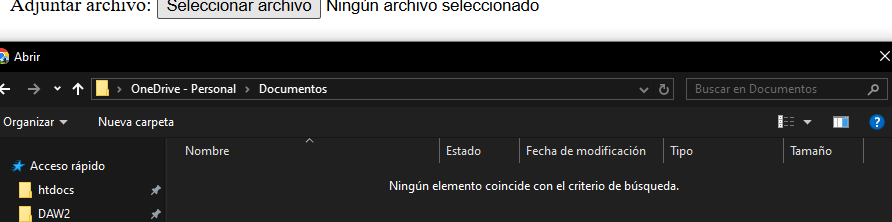 Adjuntar archivo: Seleccionar archivo Ningún archivo seleccionado
Abrir
OneDrive - Personal Documentos Buscar en Documentos
Organizar Nueva carpeta
Nombre Estado Fecha de modificación Tipo Tamaño
Acceso rápido
Ningún elemento coincide con el criterio de búsqueda.
htdocs
DAW2